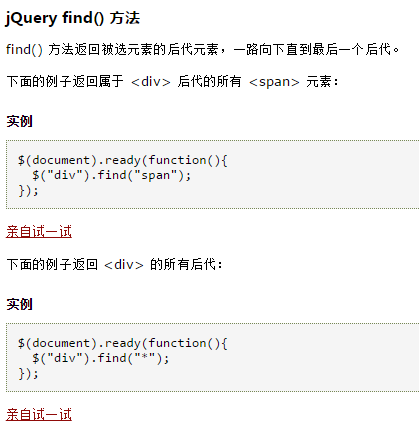 jQuery find() 方法
find() 方法返回被选元素的后代元素，一路向下直到最后一个后代。
下面的例子返回属于 <div> 后代的所有 <span> 元素：
实例
$(document).ready(function(){
  $("div").find("span");
});
亲自试一试
下面的例子返回 <div> 的所有后代：
实例
$(document).ready(function(){
  $("div").find("*");
});
亲自试一试